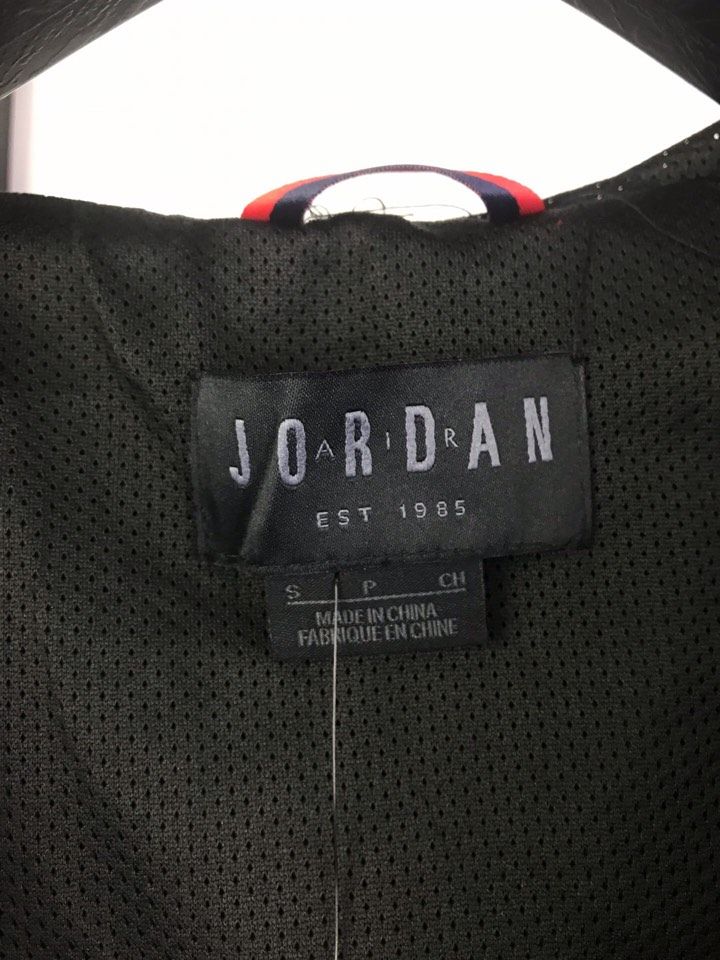 JORDAN
AIR
EST 1985
S P CH
MADE IN CHINA
FABRIQUE EN CHINE